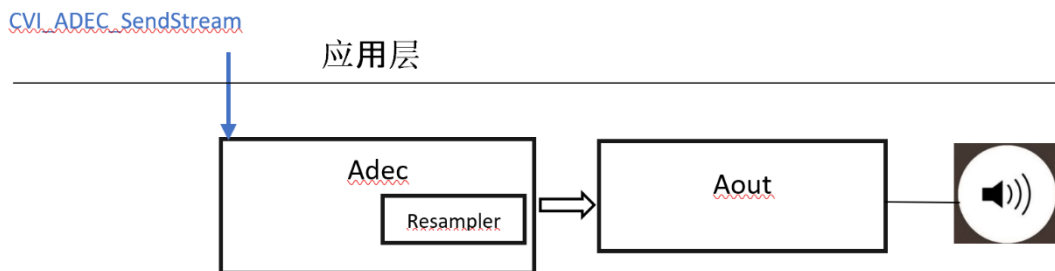 CVI_ADEC_SendStream
应用层
Adec
Resampler
Aout